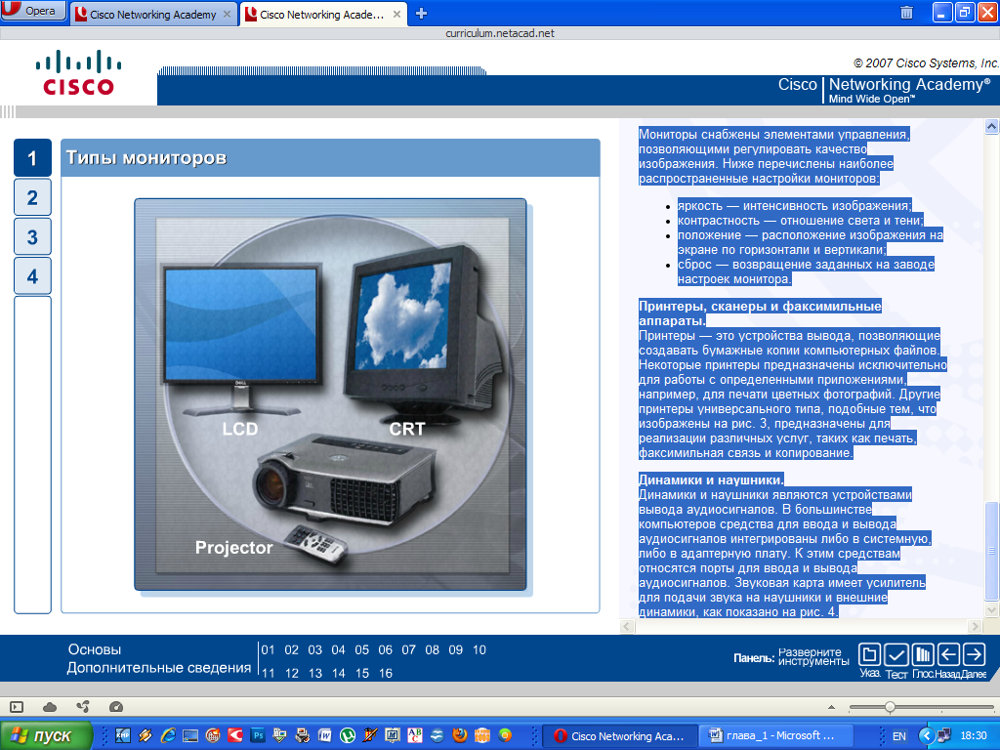 Opera
Cisco Networking Academy
Cisco Networking Acade...
curriculum.netacad.net
CISCO
© 2007 Cisco Systems, Inc.
Cisco Networking Academy®
Mind Wide Open™
1
2
3
4
Типы мониторов
LCD
CRT
Projector
Мониторы снабжены элементами управления,
позволяющими регулировать качество
изображения. Ниже перечислены наиболее
распространенные настройки мониторов:
• яркость — интенсивность изображения;
• контрастность — отношение света и тени;
• положение — расположение изображения на
экране по горизонтали и вертикали;
• сброс — возвращение заданных на заводе
настроек монитора.
Принтеры, сканеры и факсимильные
аппараты.
Принтеры — это устройства вывода, позволяющие
создавать бумажные копии компьютерных файлов.
Некоторые принтеры предназначены исключительно
для работы с определенными приложениями,
например, для печати цветных фотографий. Другие
принтеры универсального типа, подобные тем, что
изображены на рис. 3, предназначены для
реализации различных услуг, таких как печать,
факсимильная связь и копирование.
Динамики и наушники.
Динамики и наушники являются устройствами
вывода аудиосигналов. В большинстве
компьютеров средства для ввода и вывода
аудиосигналов интегрированы либо в системную,
либо в адаптерную плату. К этим средствам
относятся порты для ввода и вывода
аудиосигналов. Звуковая карта имеет усилитель
для подачи звука на наушники и внешние
динамики, как показано на рис. 4.
Основы
Дополнительные сведения
01 02 03 04 05 06 07 08 09 10
11 12 13 14 15 16
Панель: Разверните
инструменты
Указ. Тест Глос. Назад Далее
пуск
Cisco Networking Aca...
глава_1 - Microsoft ...
EN
18:30